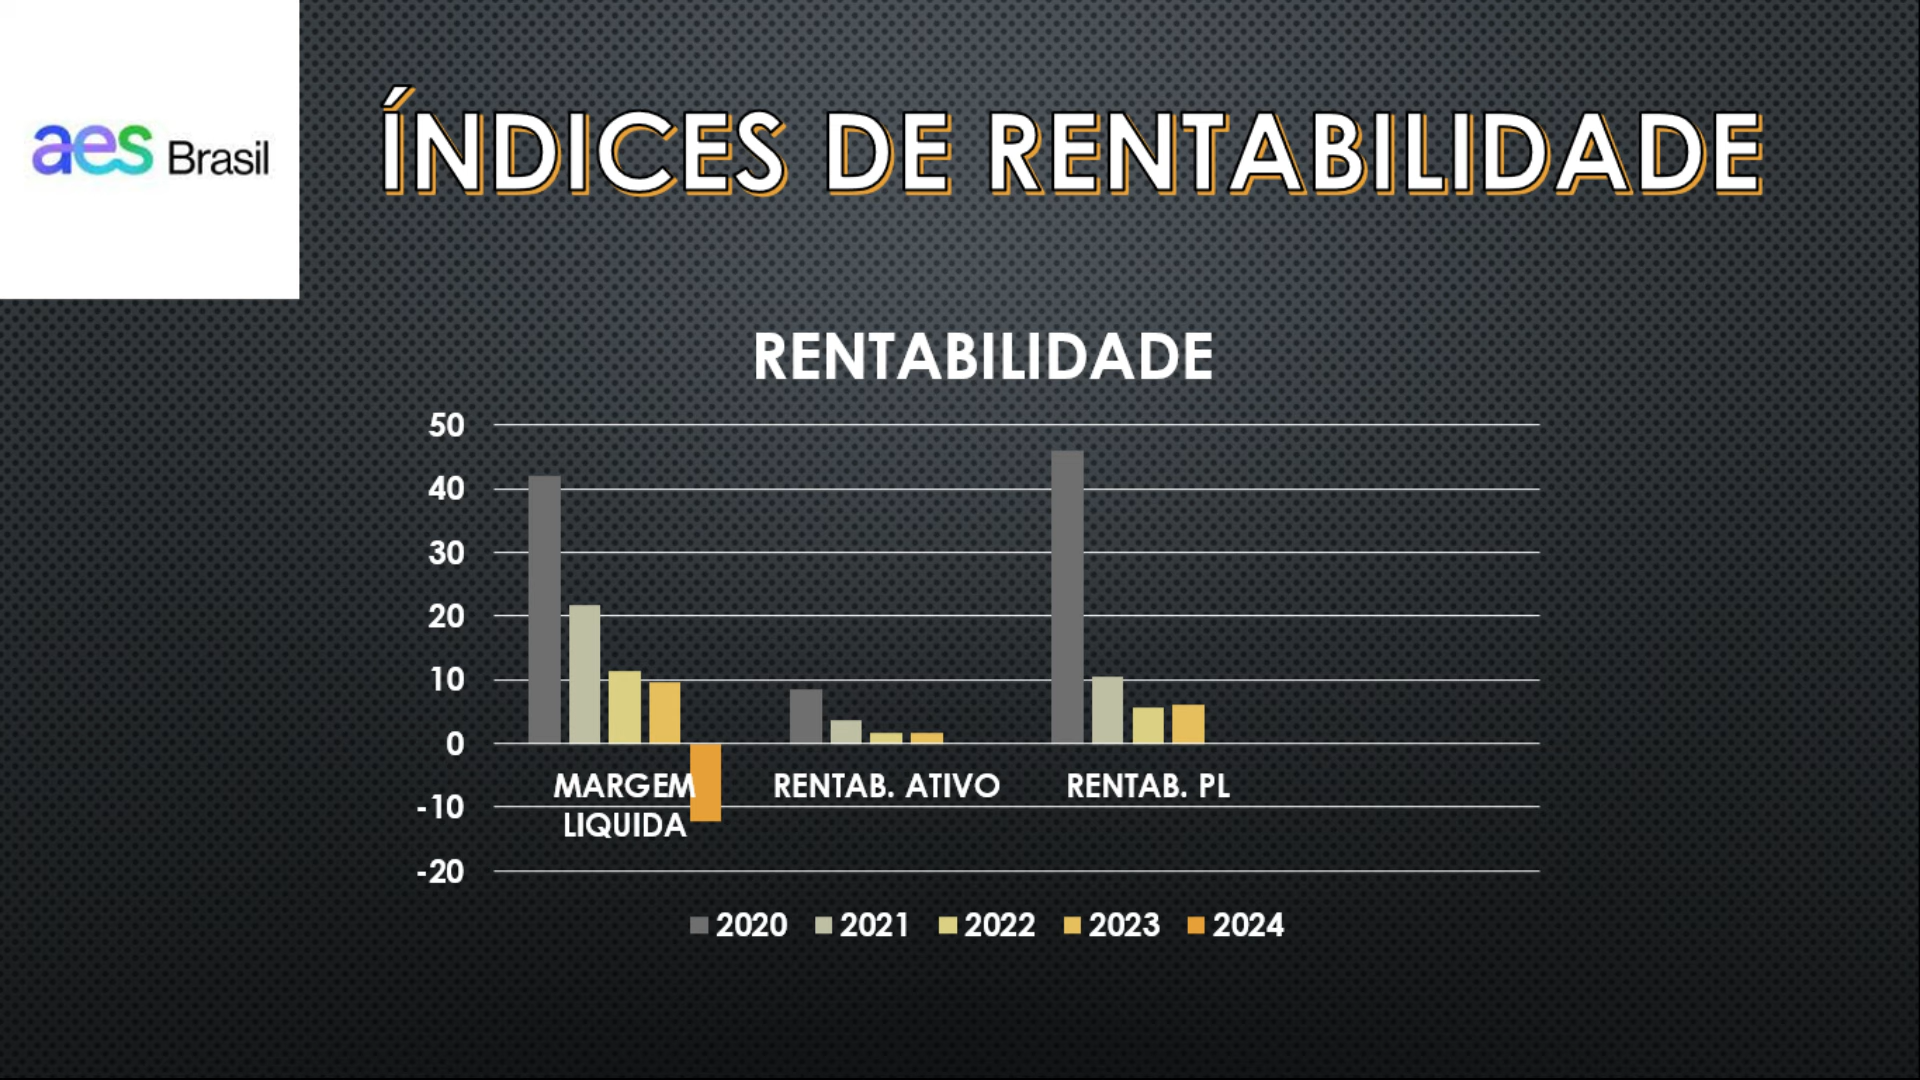 aes Brasil
ÍNDICES DE RENTABILIDADE
RENTABILIDADE
50
40
30
20
10
0
-10
-20
MARGEM
LIQUIDA
RENTAB. ATIVO
RENTAB. PL
2020 2021 2022 2023 2024